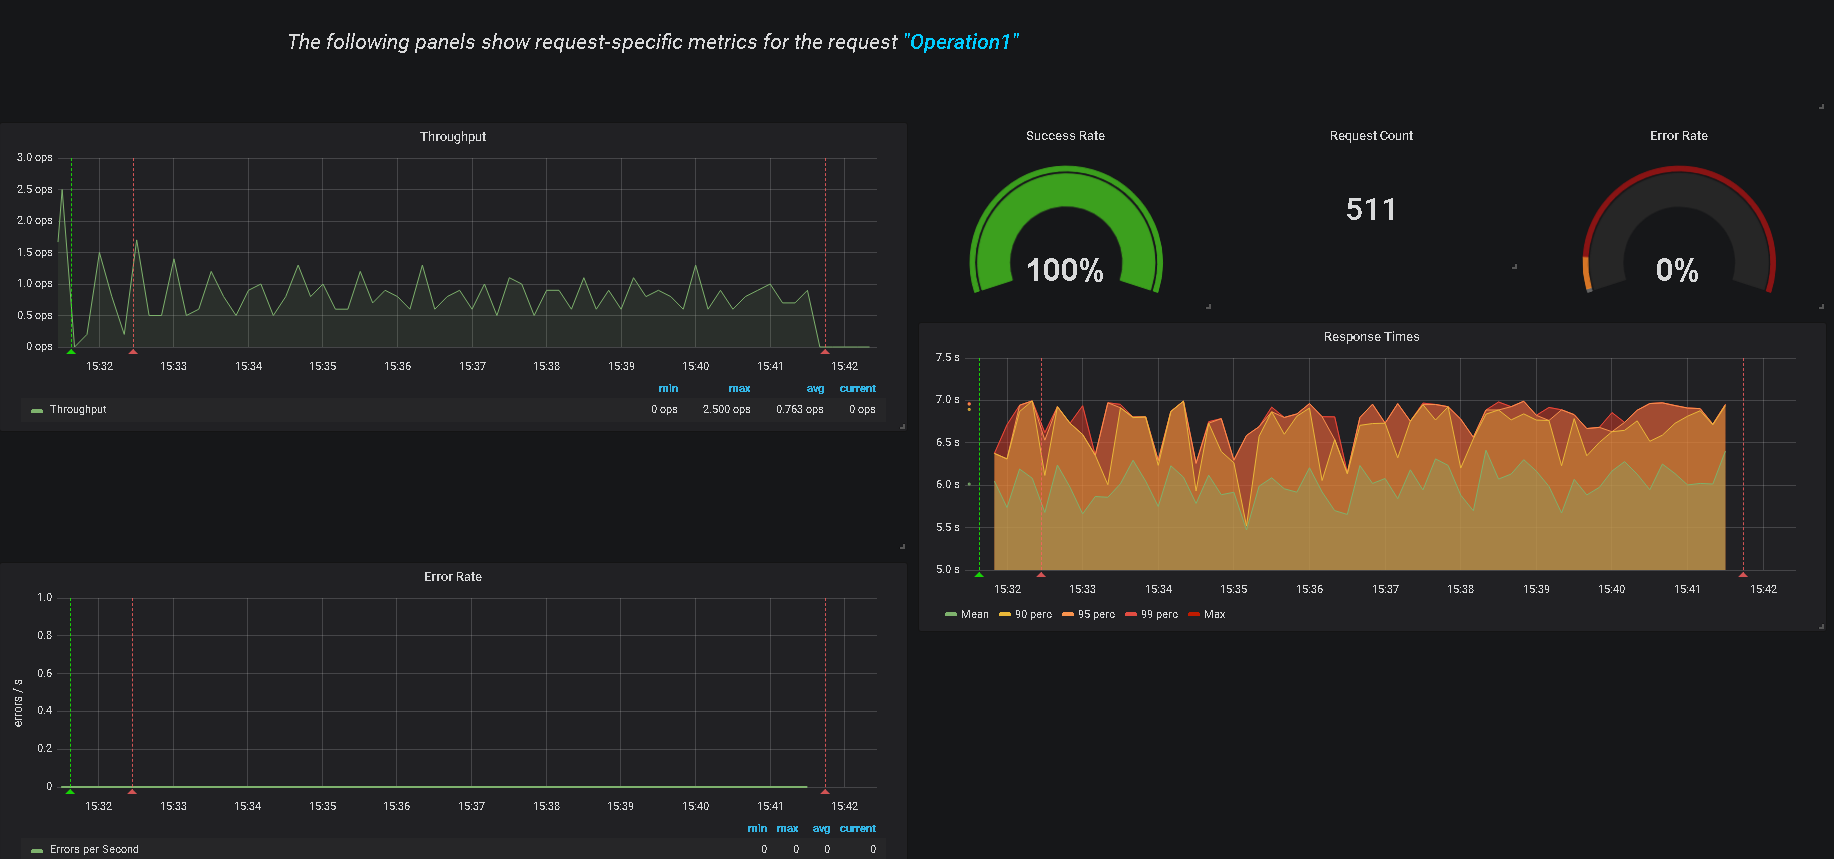 The following panels show request-specific metrics for the request "Operation1"
Throughput
3.0 ops
2.5 ops
2.0 ops
1.5 ops
1.0 ops
0.5 ops
0 ops
15:32 15:33 15:34 15:35 15:36 15:37 15:38 15:39 15:40 15:41 15:42
min max avg current
Throughput 0 ops 2.500 ops 0.763 ops 0 ops
Success Rate
100%
Request Count
511
Error Rate
0%
Response Times
7.5 s
7.0 s
6.5 s
6.0 s
5.5 s
5.0 s
15:32 15:33 15:34 15:35 15:36 15:37 15:38 15:39 15:40 15:41 15:42
Mean 90 perc 95 perc 99 perc Max
Error Rate
errors / s
1.0
0.8
0.6
0.4
0.2
0
15:32 15:33 15:34 15:35 15:36 15:37 15:38 15:39 15:40 15:41 15:42
min max avg current
Errors per Second 0 0 0 0